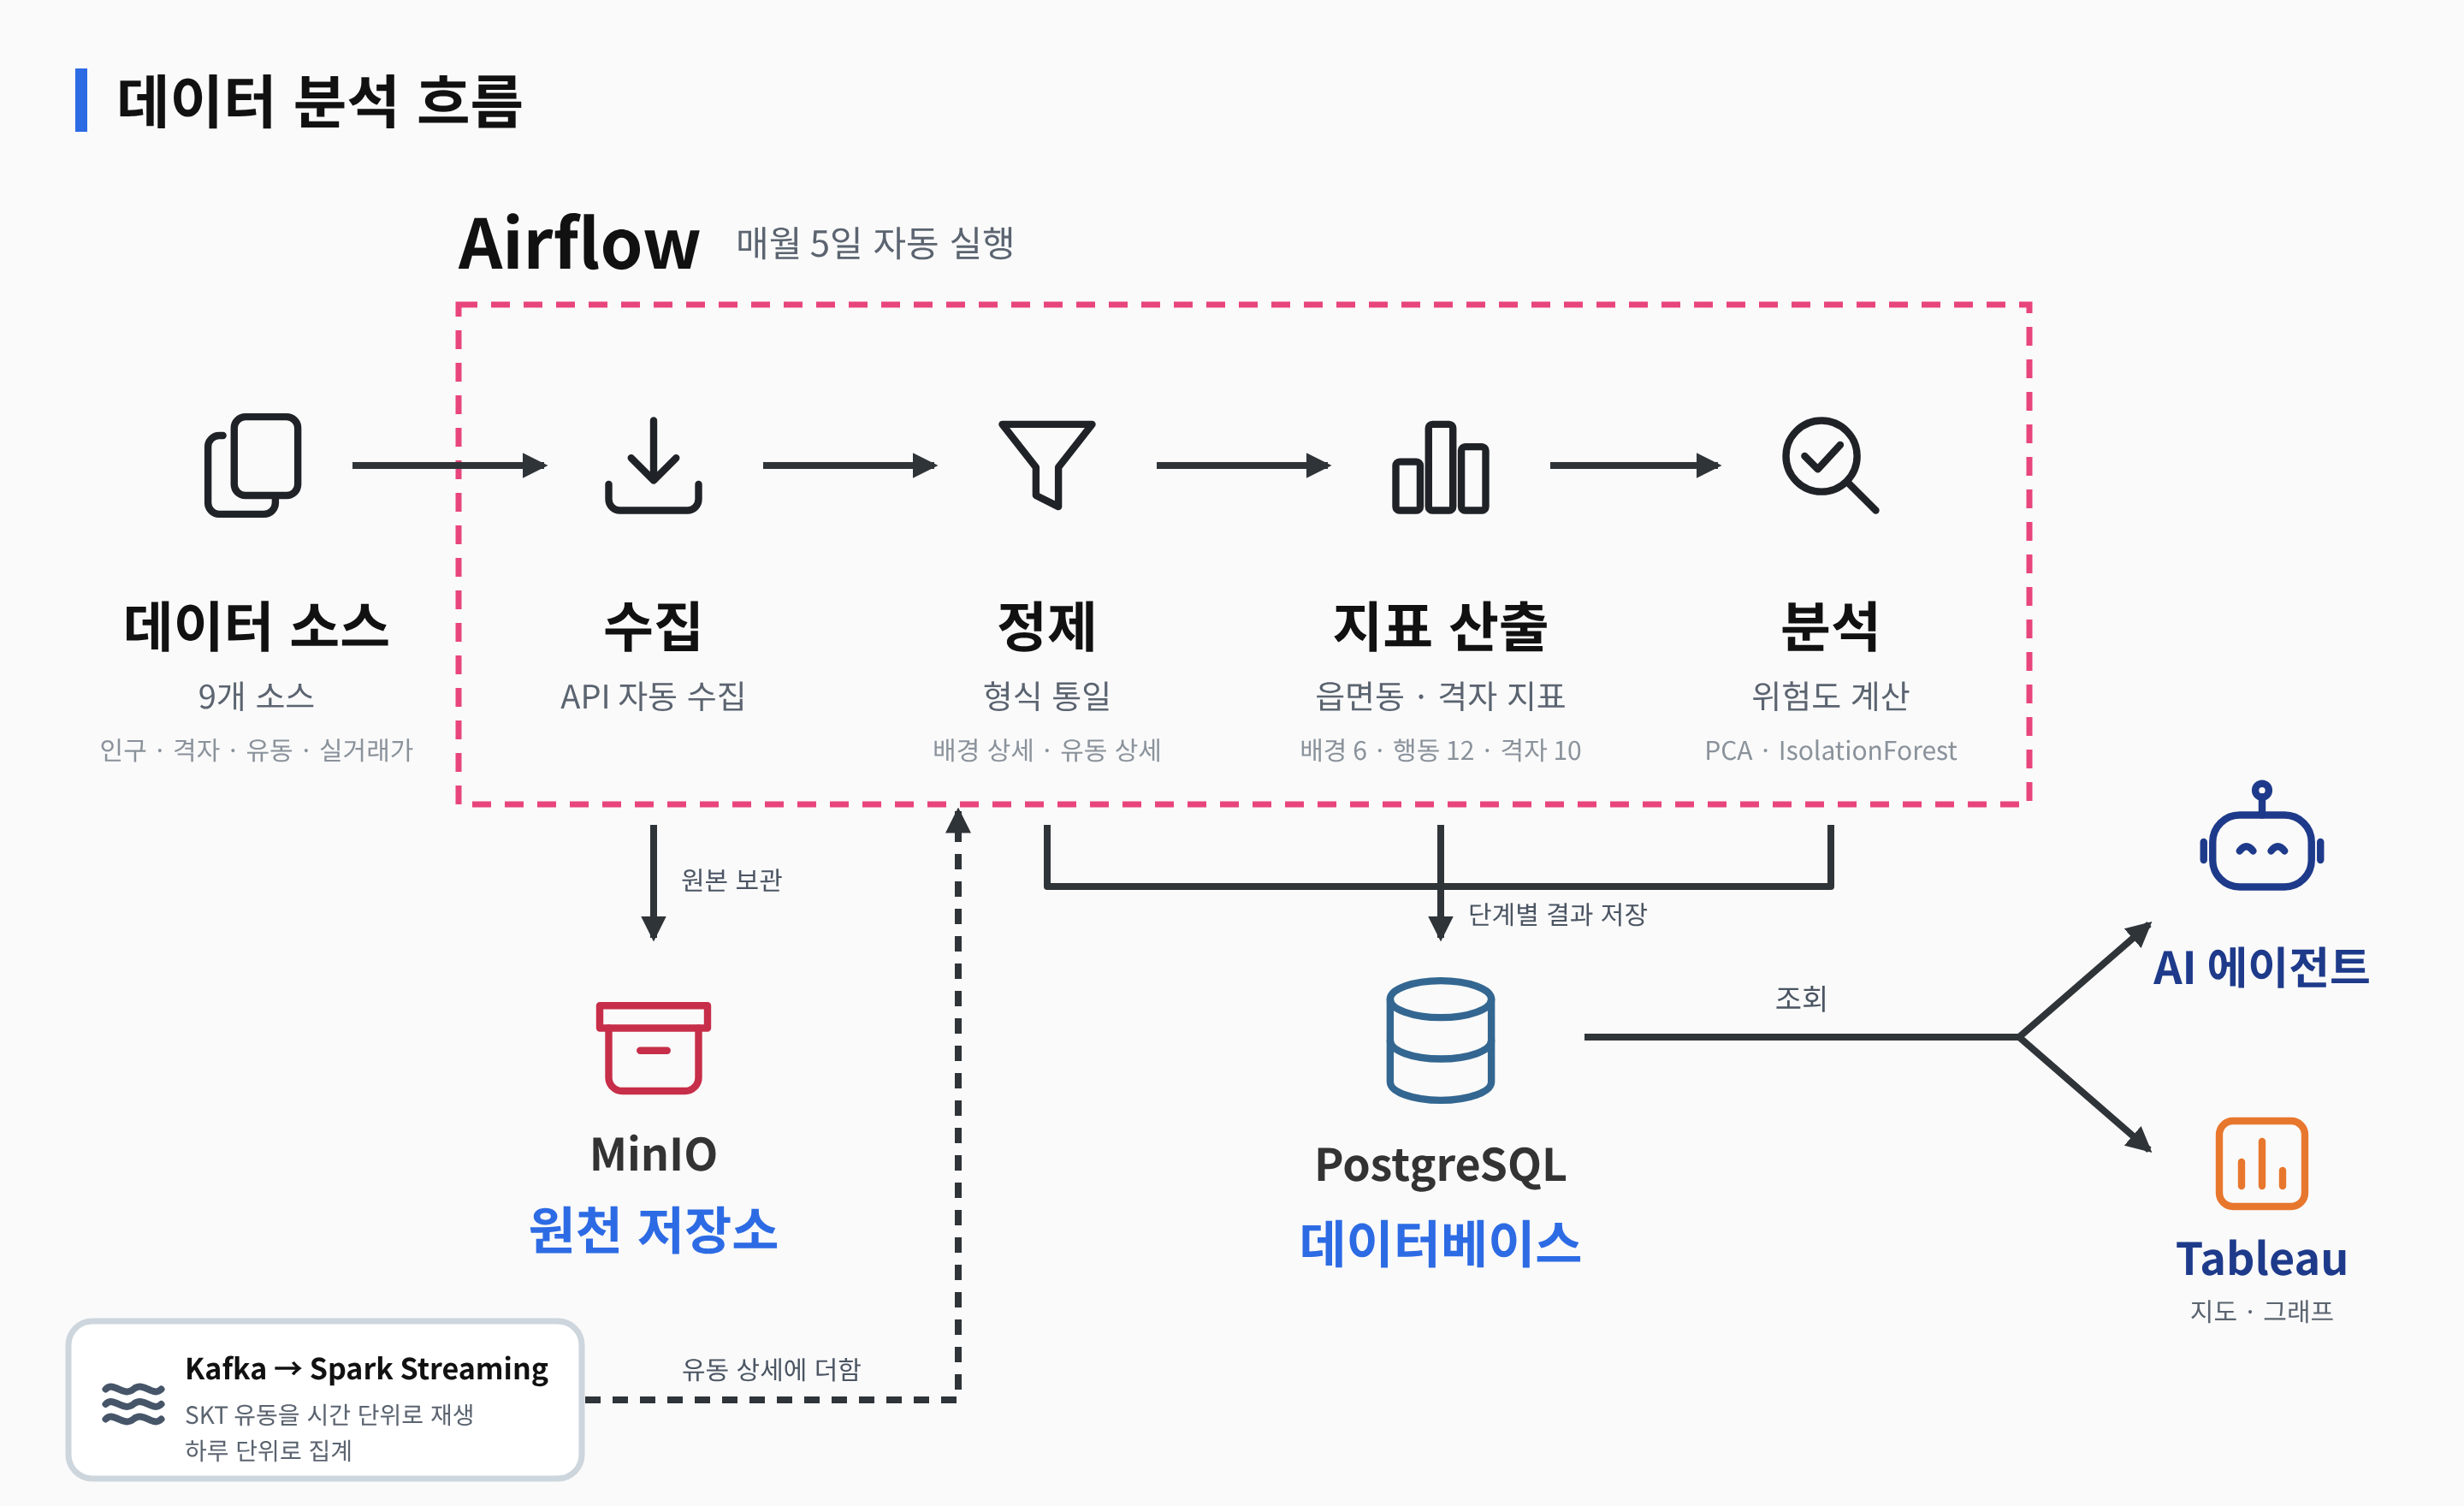 데이터 분석 흐름
Airflow 매월 5일 자동 실행
데이터 소스
9개 소스
인구 · 격자 · 유동 · 실거래가
수집
API 자동 수집
정제
형식 통일
배경 상세 · 유동 상세
지표 산출
읍면동 · 격자 지표
배경 6 · 행동 12 · 격자 10
분석
위험도 계산
PCA · IsolationForest
원본 보관
단계별 결과 저장
MinIO
원천 저장소
PostgreSQL
데이터베이스
조회
AI 에이전트
Tableau
지도 · 그래프
Kafka → Spark Streaming
SKT 유동을 시간 단위로 재생
하루 단위로 집계
유동 상세에 더함